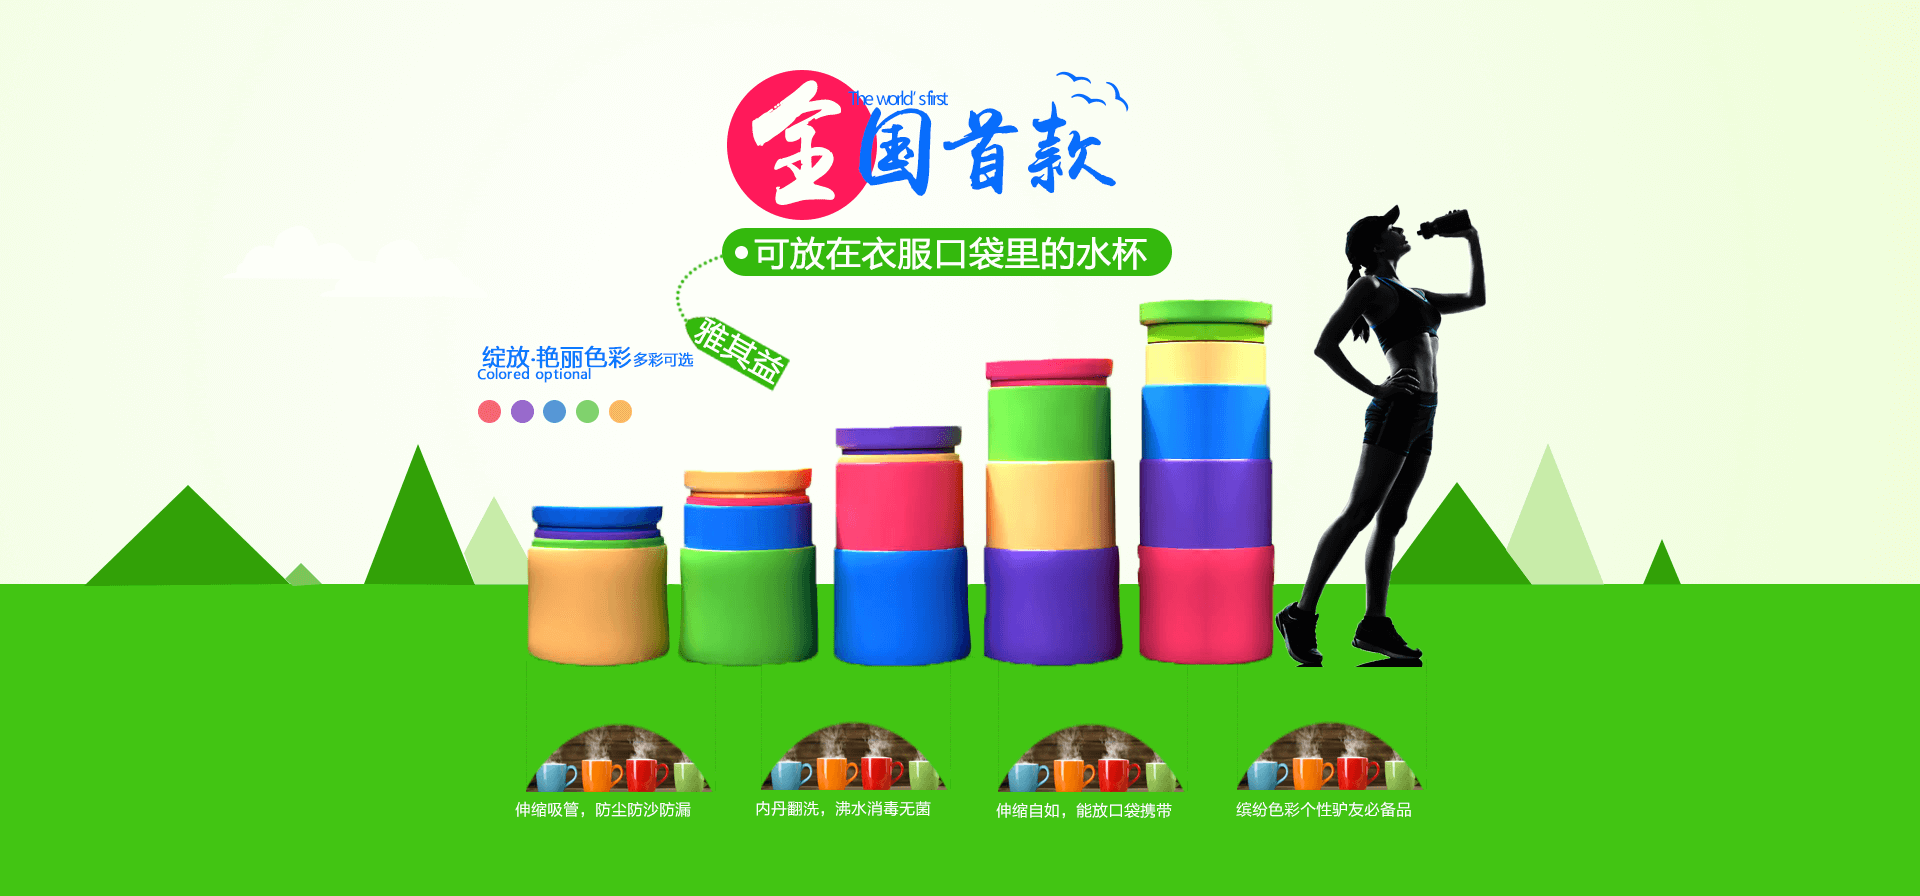 The world's first
全国首款
可放在衣服口袋里的水杯
雅其益
绽放·艳丽色彩 多彩可选
Colored optional
伸缩吸管，防尘防沙防漏
内丹翻洗，沸水消毒无菌
伸缩自如，能放口袋携带
缤纷色彩个性驴友必备品